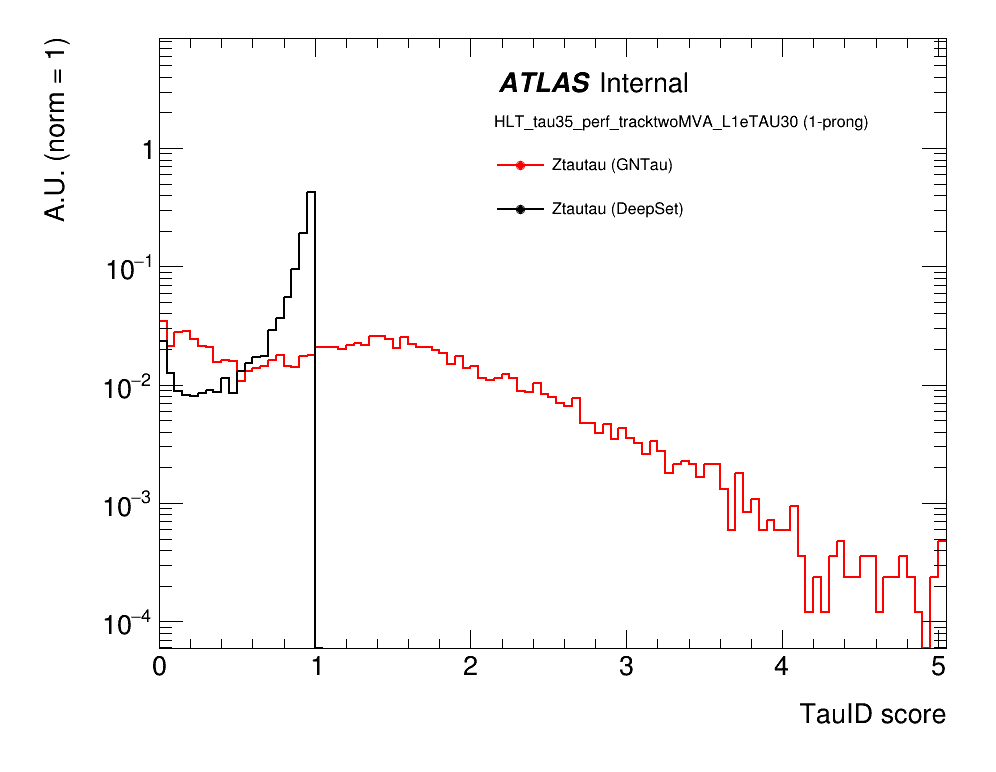 A.U. (norm = 1)
ATLAS Internal
HLT_tau35_perf_tracktwoMVA_L1eTAU30 (1-prong)
Ztautau (GNTau)
Ztautau (DeepSet)
1
10⁻¹
10⁻²
10⁻³
10⁻⁴
0 1 2 3 4 5
TauID score